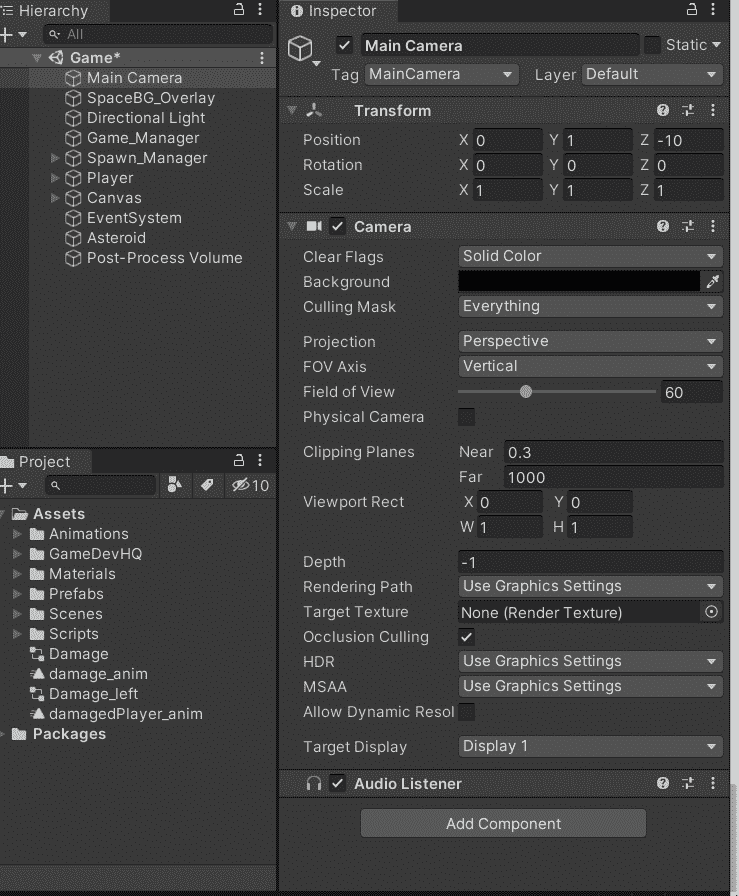 Hierarchy
All
Game*
Main Camera
SpaceBG_Overlay
Directional Light
Game_Manager
Spawn_Manager
Player
Canvas
EventSystem
Asteroid
Post-Process Volume
Project
10
Assets
Animations
GameDevHQ
Materials
Prefabs
Scenes
Scripts
Damage
damage_anim
Damage_left
damagedPlayer_anim
Packages
Inspector
Main Camera Static
Tag MainCamera Layer Default
Transform
Position X 0 Y 1 Z -10
Rotation X 0 Y 0 Z 0
Scale X 1 Y 1 Z 1
Camera
Clear Flags Solid Color
Background
Culling Mask Everything
Projection Perspective
FOV Axis Vertical
Field of View 60
Physical Camera
Clipping Planes Near 0.3
Far 1000
Viewport Rect X 0 Y 0
W 1 H 1
Depth -1
Rendering Path Use Graphics Settings
Target Texture None (Render Texture)
Occlusion Culling
HDR Use Graphics Settings
MSAA Use Graphics Settings
Allow Dynamic Resol
Target Display Display 1
Audio Listener
Add Component